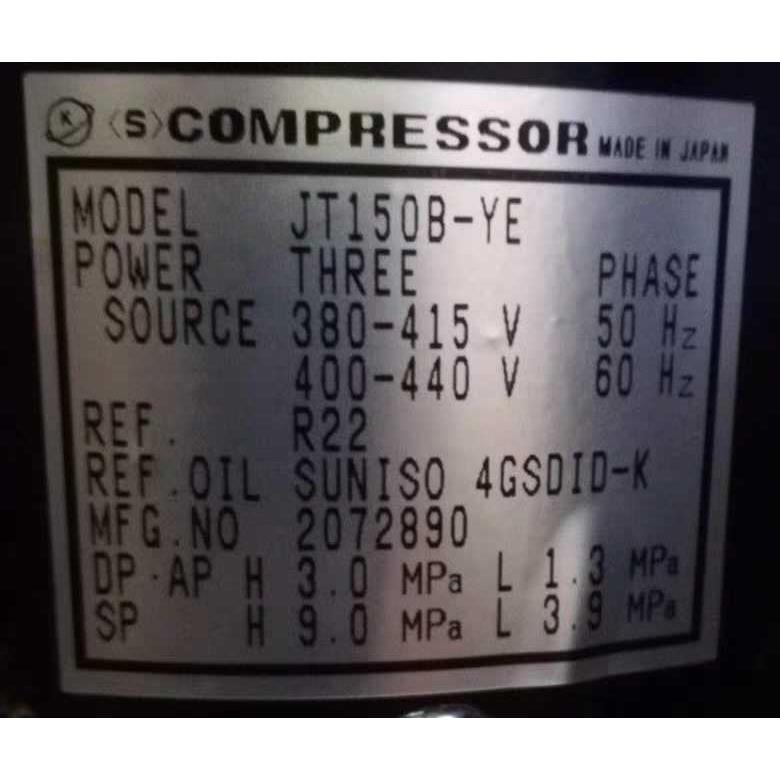 K <S> COMPRESSOR MADE IN JAPAN
MODEL JT150B-YE
POWER THREE PHASE
SOURCE 380-415 V 50 Hz
400-440 V 60 Hz
REF. R22
REF.OIL SUNISO 4GSDID-K
MFG.NO 2072890
DP·AP H 3.0 MPa L 1.3 MPa
SP H 9.0 MPa L 3.9 MPa